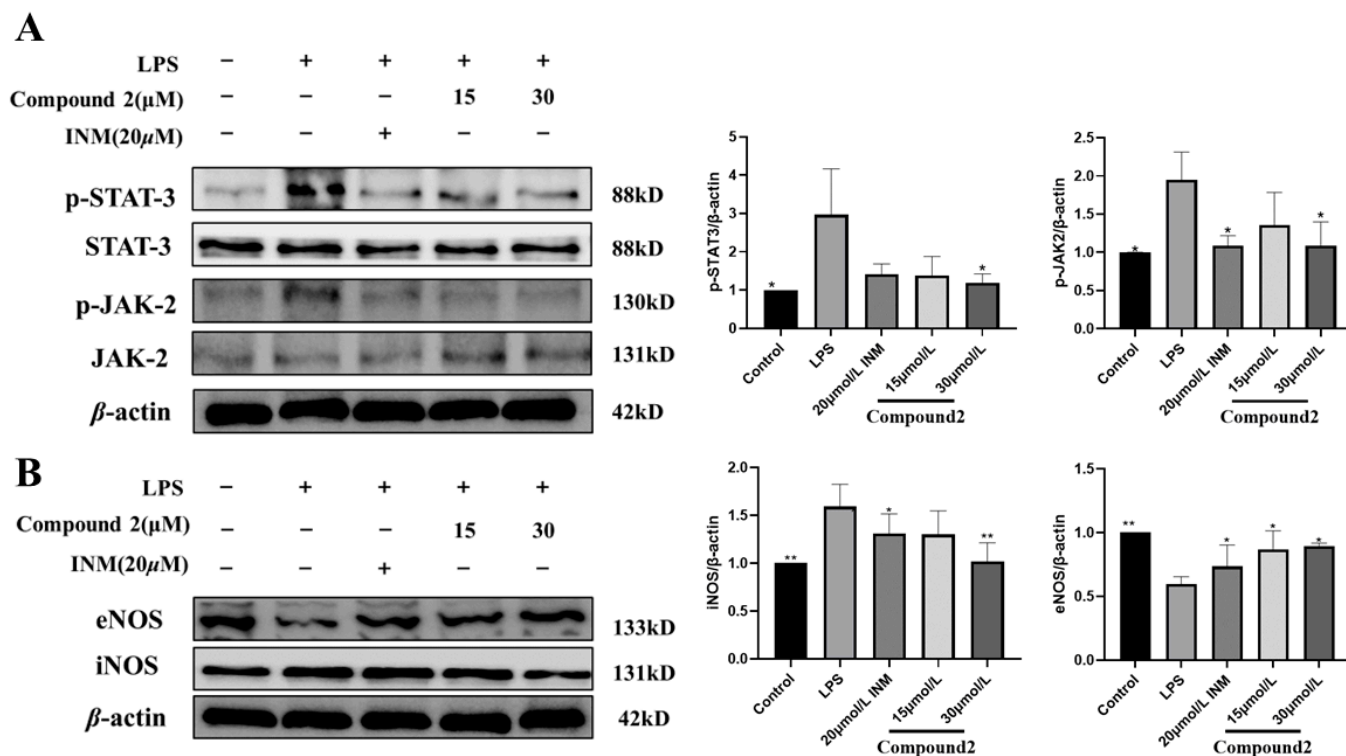 A
LPS − + + + +
Compound 2(μM) − − − 15 30
INM(20μM) − − + − −
p-STAT-3 88kD
STAT-3 88kD
p-JAK-2 130kD
JAK-2 131kD
β-actin 42kD
p-STAT3/β-actin
5
4
3
2
1
0
* *
Control LPS 20μmol/L INM 15μmol/L 30μmol/L
Compound2
p-JAK2/β-actin
2.5
2.0
1.5
1.0
0.5
0.0
* * *
Control LPS 20μmol/L INM 15μmol/L 30μmol/L
Compound2
B
LPS − + + + +
Compound 2(μM) − − − 15 30
INM(20μM) − − + − −
eNOS 133kD
iNOS 131kD
β-actin 42kD
iNOS/β-actin
2.0
1.5
1.0
0.5
0.0
** * **
Control LPS 20μmol/L INM 15μmol/L 30μmol/L
Compound2
eNOS/β-actin
1.5
1.0
0.5
0.0
** * * *
Control LPS 20μmol/L INM 15μmol/L 30μmol/L
Compound2